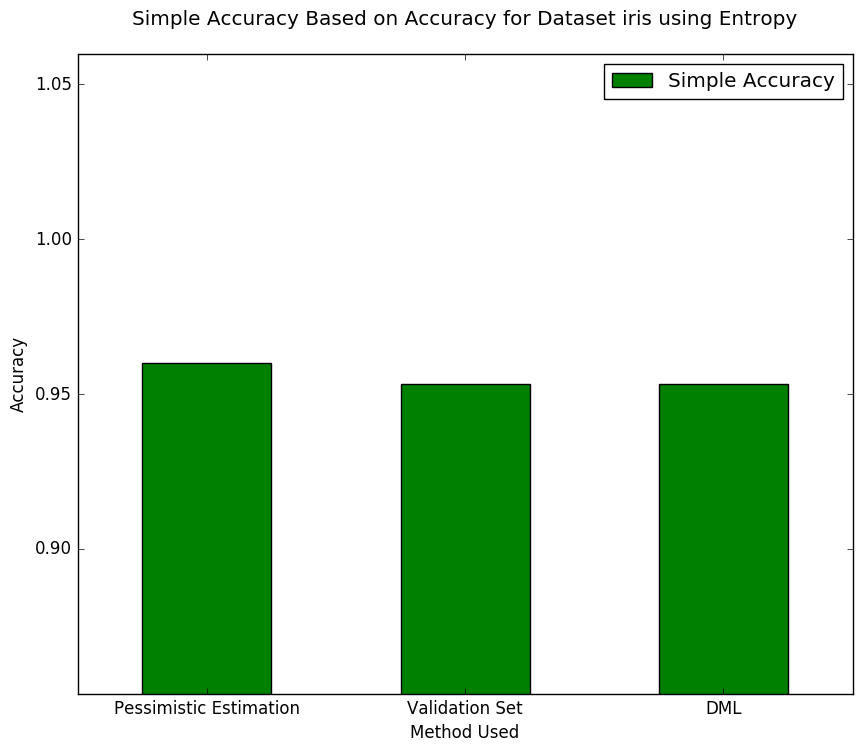 Simple Accuracy Based on Accuracy for Dataset iris using Entropy
Simple Accuracy
1.05
1.00
0.95
0.90
Accuracy
Pessimistic Estimation
Validation Set
DML
Method Used